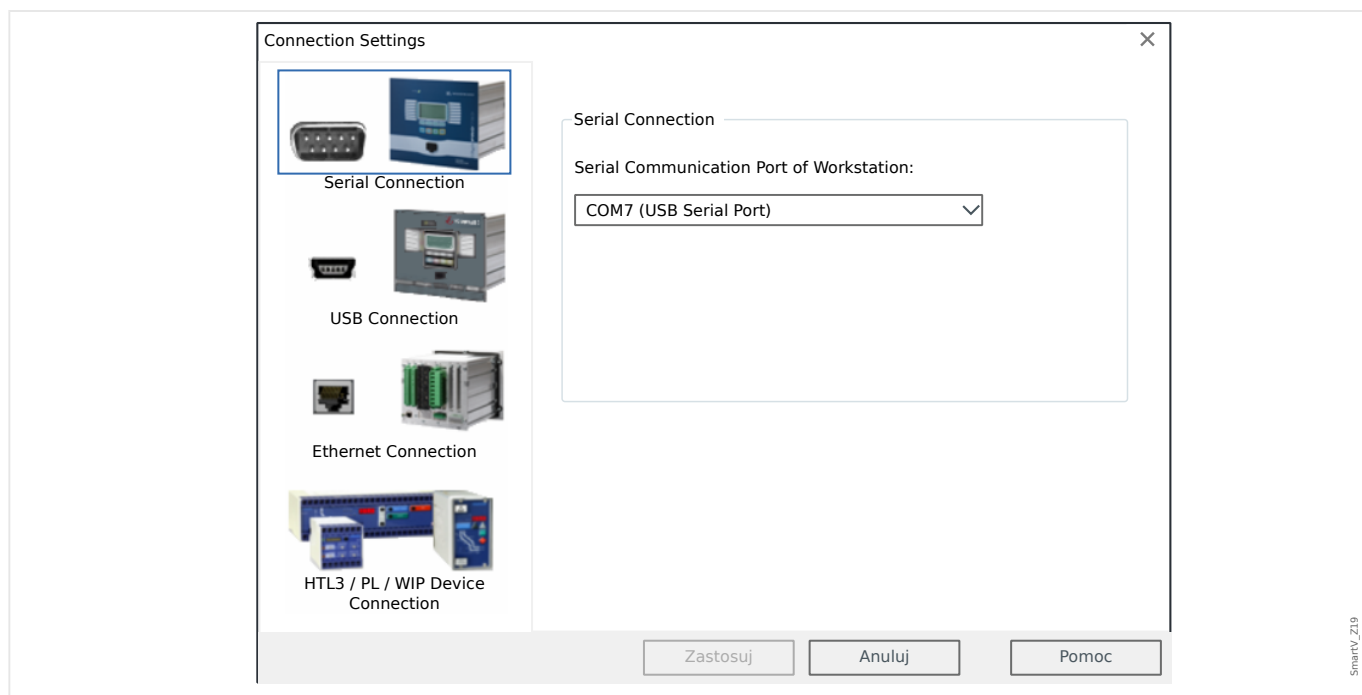 Connection Settings
Serial Connection
USB Connection
Ethernet Connection
HTL3 / PL / WIP Device
Connection
Serial Connection
Serial Communication Port of Workstation:
COM7 (USB Serial Port)
Zastosuj
Anuluj
Pomoc
SmartV_Z19